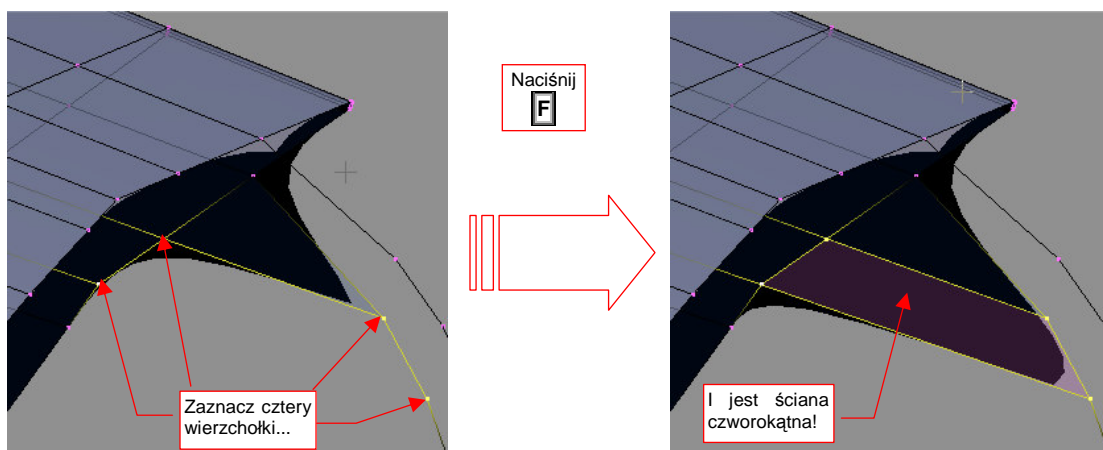 Naciśnij
F
Zaznacz cztery
wierzchołki...
I jest ściana
czworokątna!